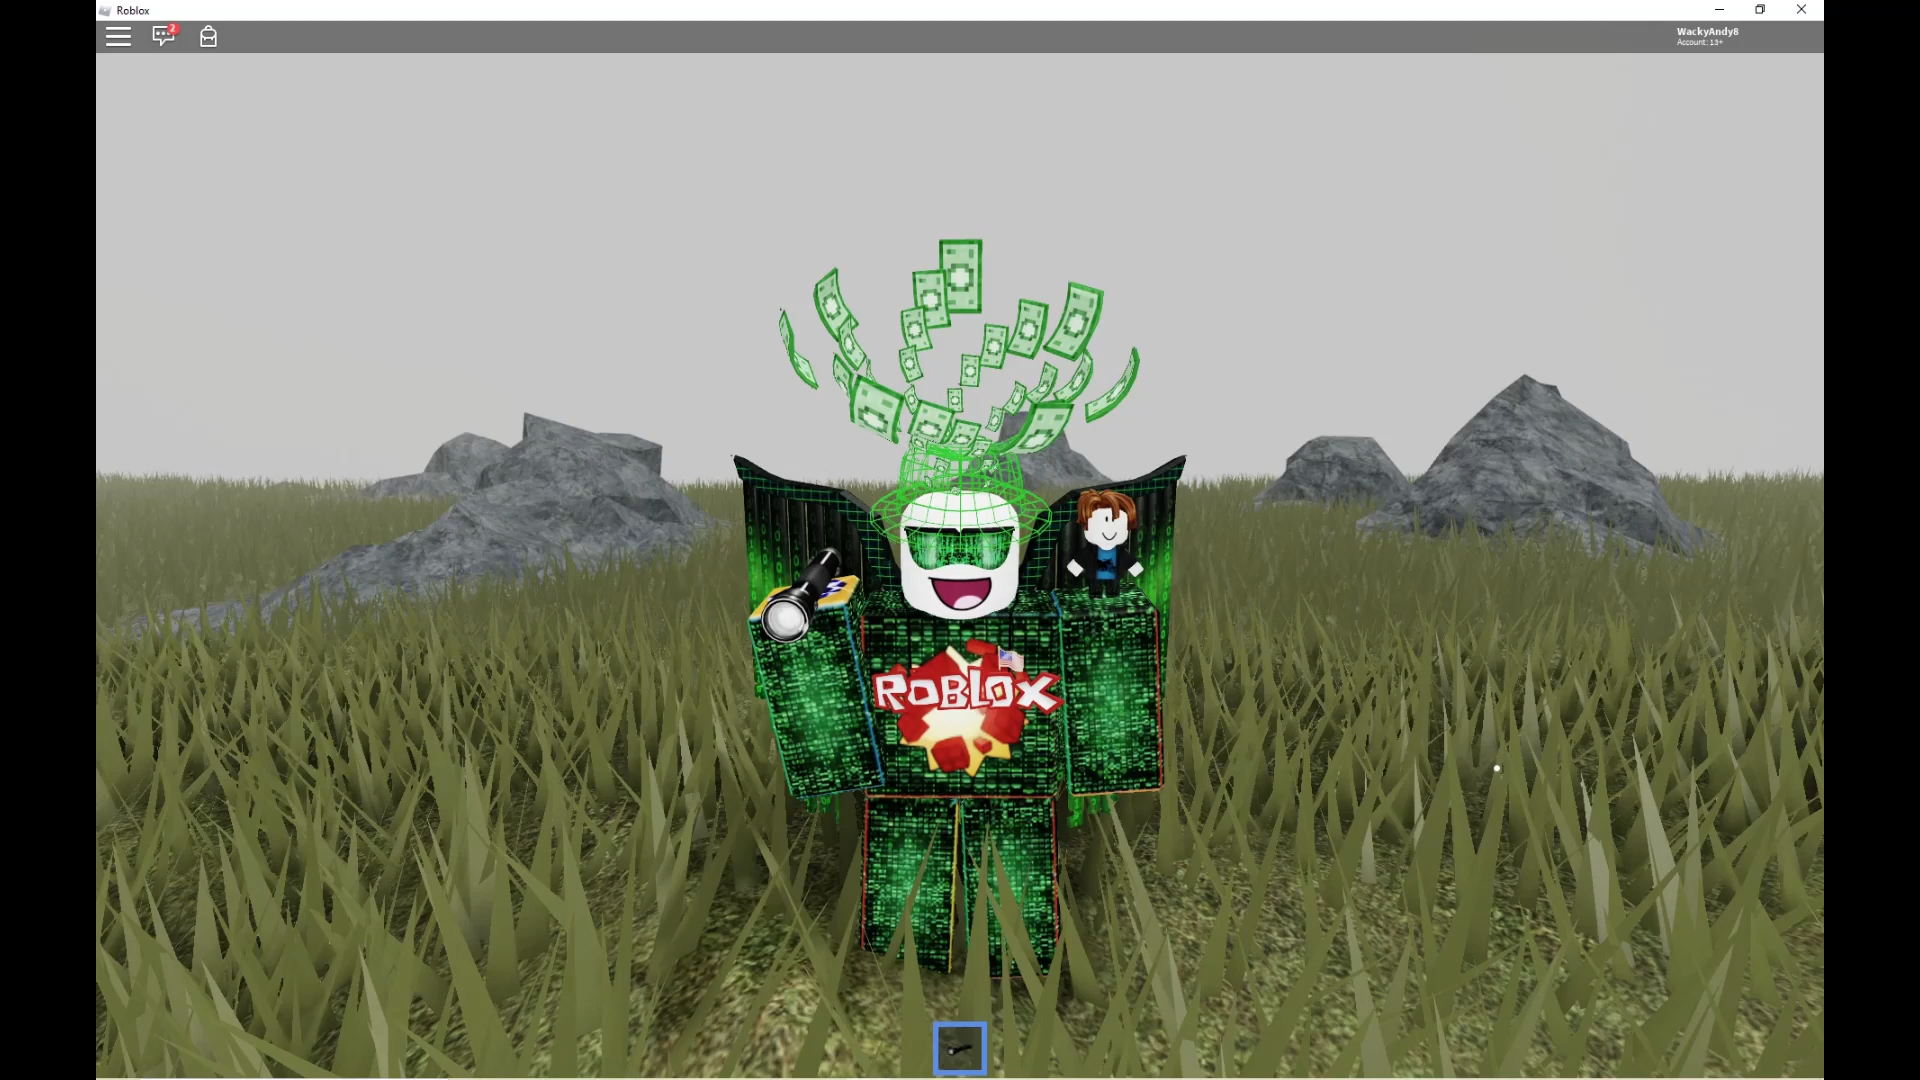 Roblox
2
WackyAndy8
Account: 13+
ROBLOX